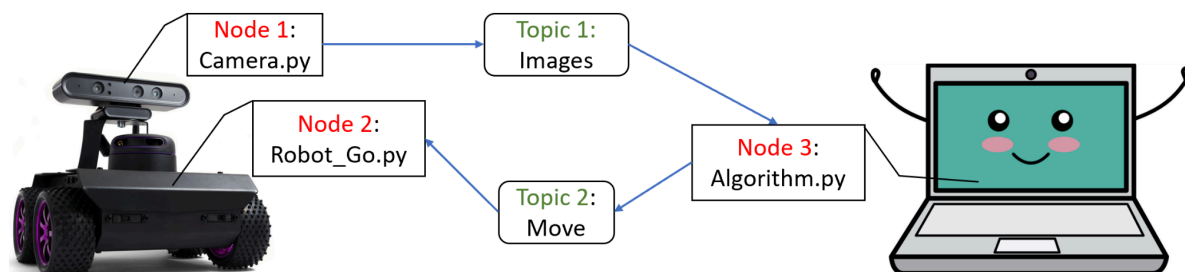 Node 1:
Camera.py
Topic 1:
Images
Node 2:
Robot_Go.py
Node 3:
Algorithm.py
Topic 2:
Move